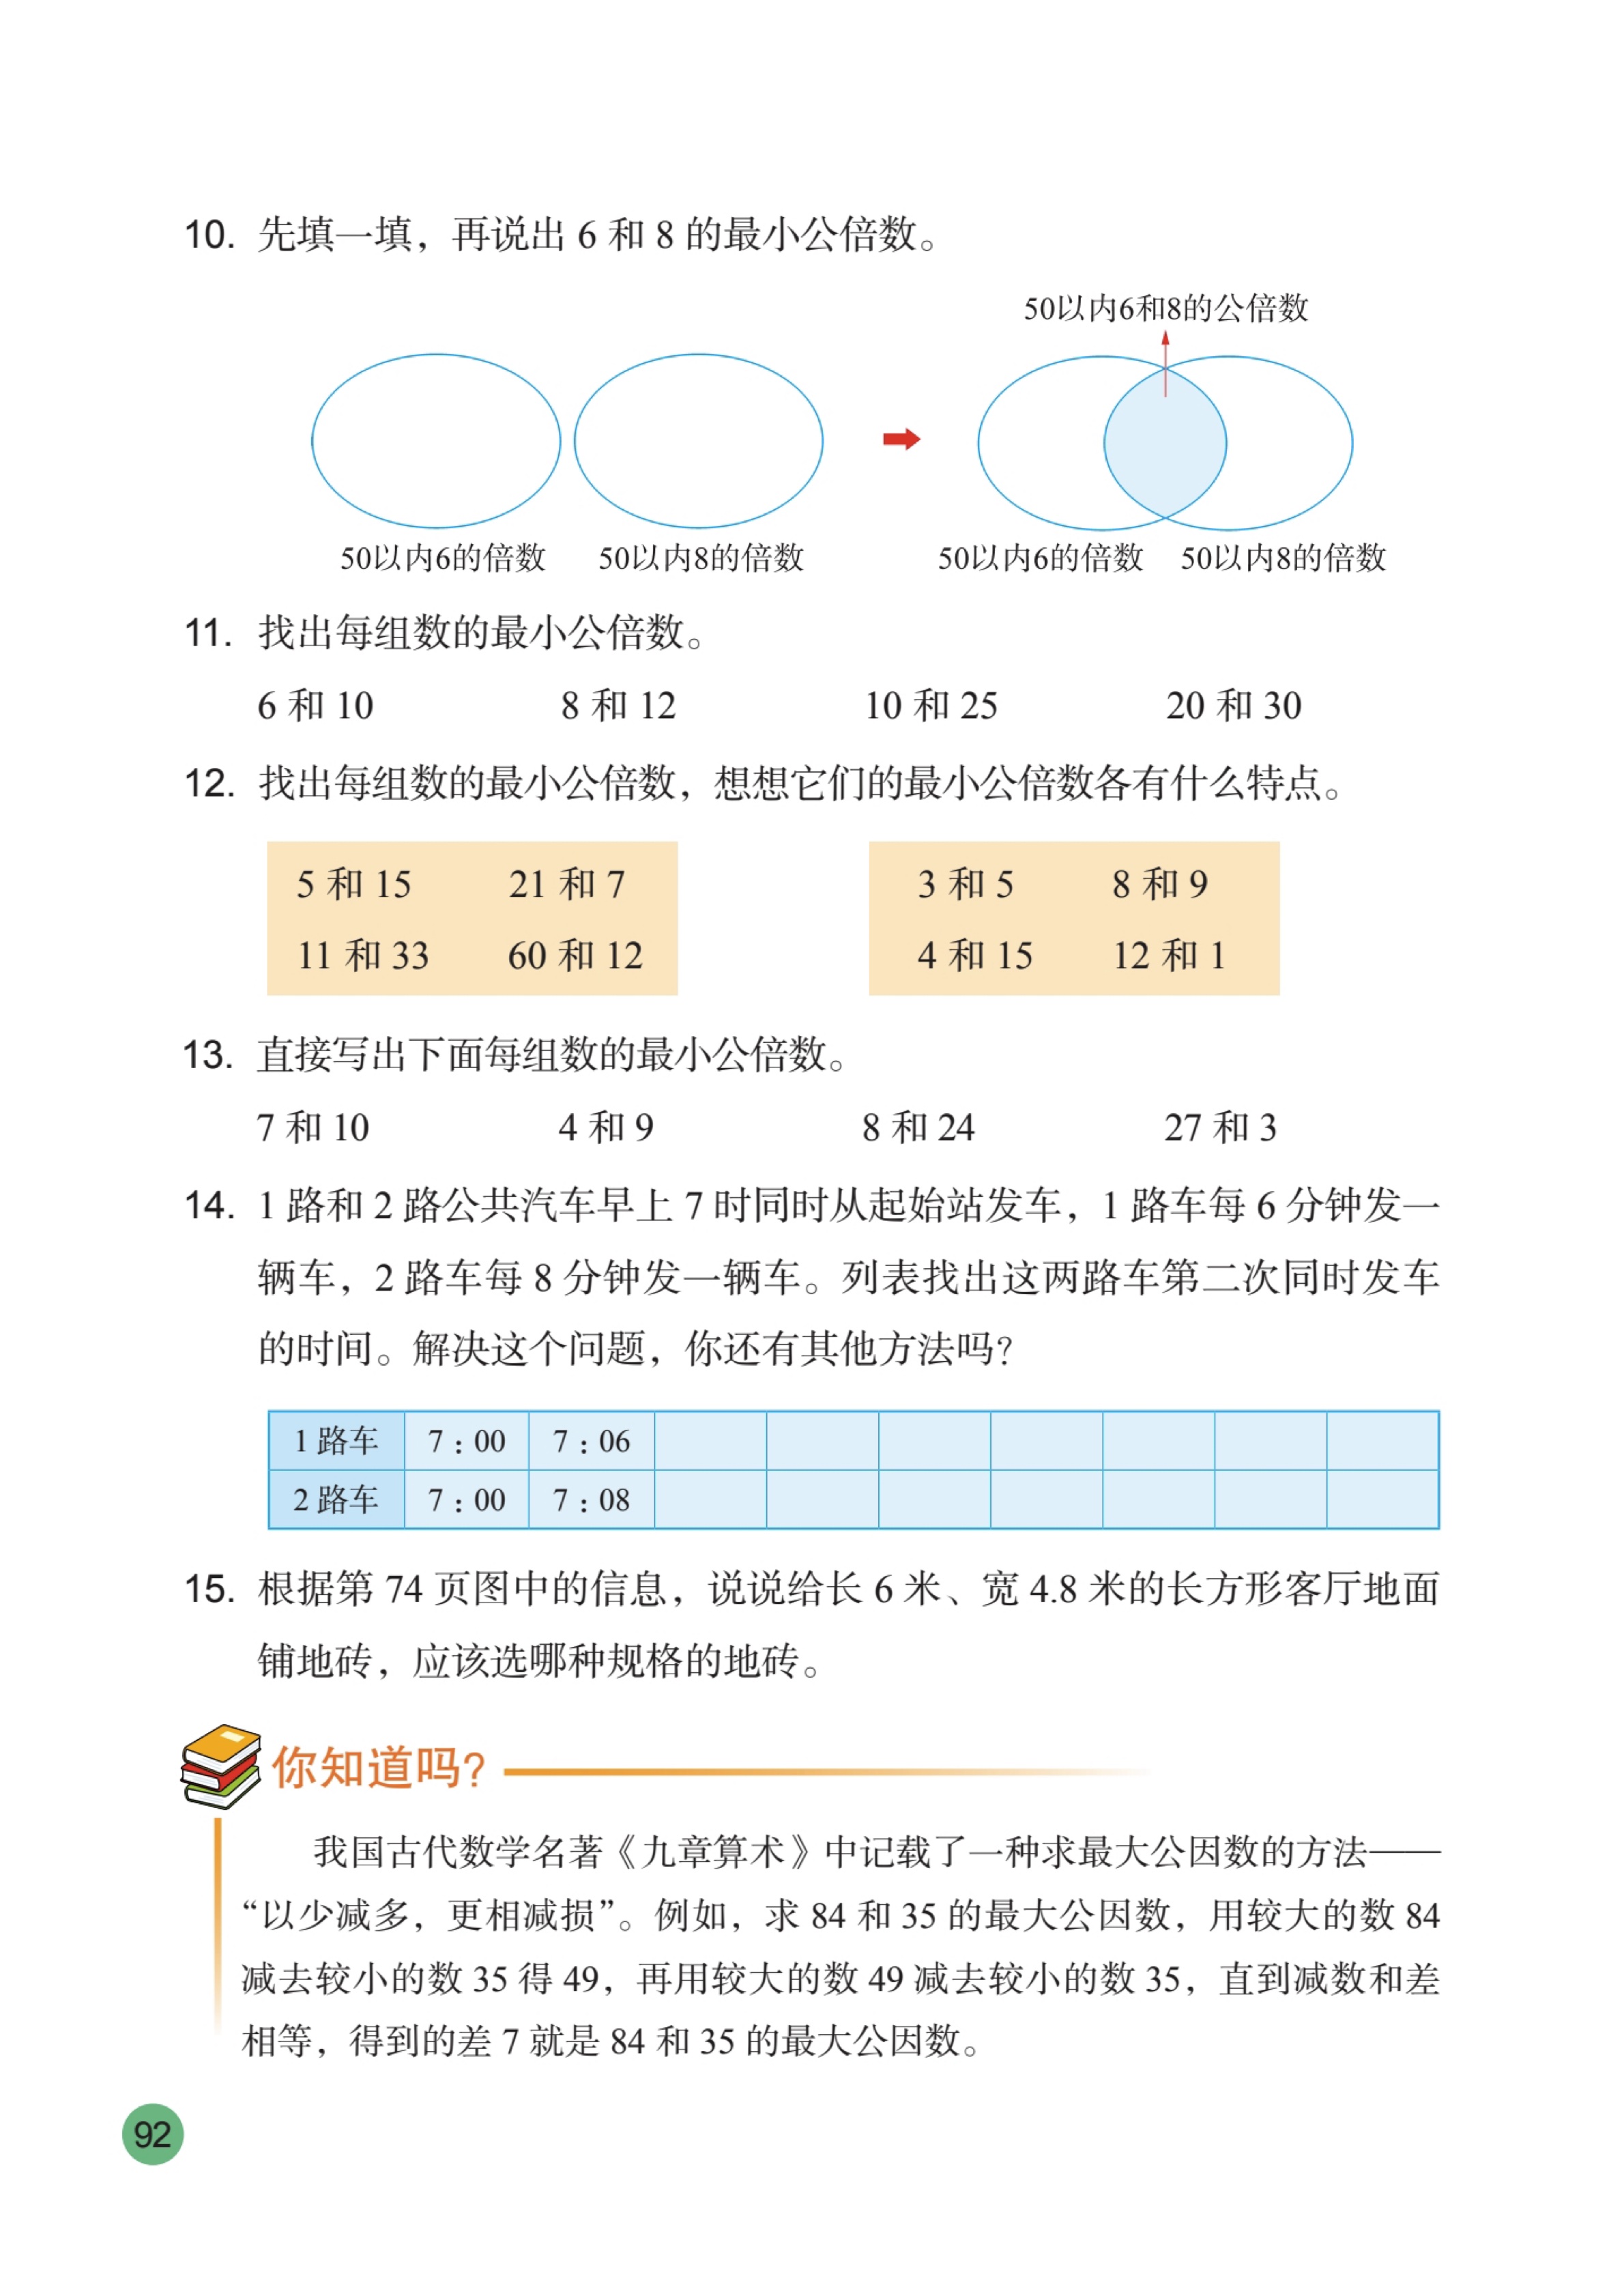 10. 先填一填，再说出 6 和 8 的最小公倍数。
50以内6和8的公倍数
50以内6的倍数 50以内8的倍数 50以内6的倍数 50以内8的倍数
11. 找出每组数的最小公倍数。
6 和 10 8 和 12 10 和 25 20 和 30
12. 找出每组数的最小公倍数，想想它们的最小公倍数各有什么特点。
5 和 15 21 和 7 3 和 5 8 和 9
11 和 33 60 和 12 4 和 15 12 和 1
13. 直接写出下面每组数的最小公倍数。
7 和 10 4 和 9 8 和 24 27 和 3
14. 1 路和 2 路公共汽车早上 7 时同时从起始站发车，1 路车每 6 分钟发一
辆车，2 路车每 8 分钟发一辆车。列表找出这两路车第二次同时发车
的时间。解决这个问题，你还有其他方法吗？
1 路车 7：00 7：06
2 路车 7：00 7：08
15. 根据第 74 页图中的信息，说说给长 6 米、宽 4.8 米的长方形客厅地面
铺地砖，应该选哪种规格的地砖。
你知道吗？
我国古代数学名著《九章算术》中记载了一种求最大公因数的方法——
“以少减多，更相减损”。例如，求 84 和 35 的最大公因数，用较大的数 84
减去较小的数 35 得 49，再用较大的数 49 减去较小的数 35，直到减数和差
相等，得到的差 7 就是 84 和 35 的最大公因数。
92